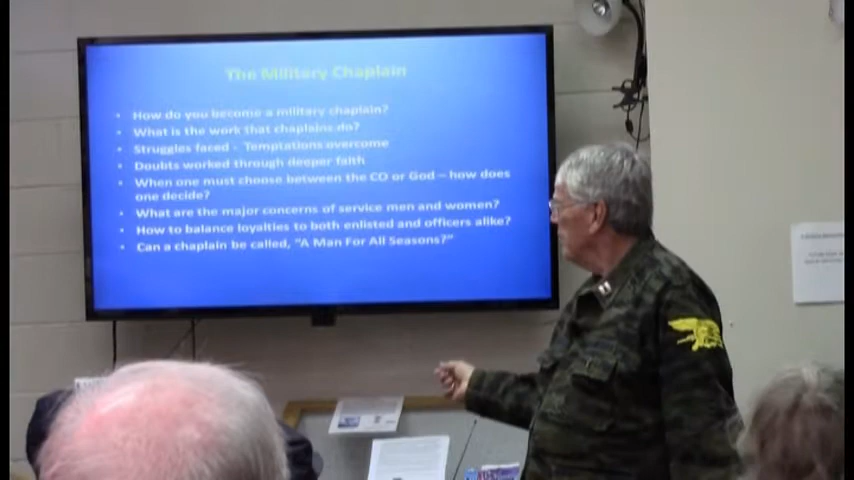 The Military Chaplain
• How do you become a military chaplain?
• What is the work that chaplains do?
• Struggles faced - Temptations overcome
• Doubts worked through deeper faith
• When one must choose between the CO or God – how does
one decide?
• What are the major concerns of service men and women?
• How to balance loyalties to both enlisted and officers alike?
• Can a chaplain be called, "A Man For All Seasons?"